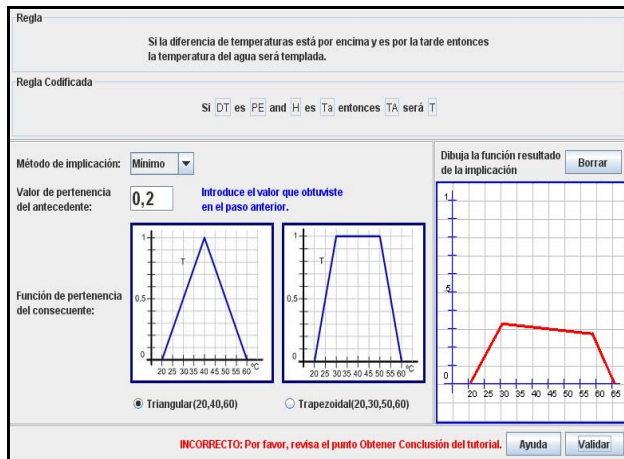 Regla
Si la diferencia de temperaturas está por encima y es por la tarde entonces
la temperatura del agua será templada.
Regla Codificada
Si DT es PE and H es Ta entonces TA será T
Método de implicación: Mínimo
Valor de pertenencia
del antecedente:
0,2
Introduce el valor que obtuviste
en el paso anterior.
Función de pertenencia
del consecuente:
1
T
0,5
0
20 25 30 35 40 45 50 55 60 ºC
1
T
0,5
0
20 25 30 35 40 45 50 55 60 ºC
Triangular(20,40,60)
Trapezoidal(20,30,50,60)
Dibuja la función resultado
de la implicación
Borrar
1
5
0
20 25 30 35 40 45 50 55 60 65
INCORRECTO: Por favor, revisa el punto Obtener Conclusión del tutorial.
Ayuda
Validar